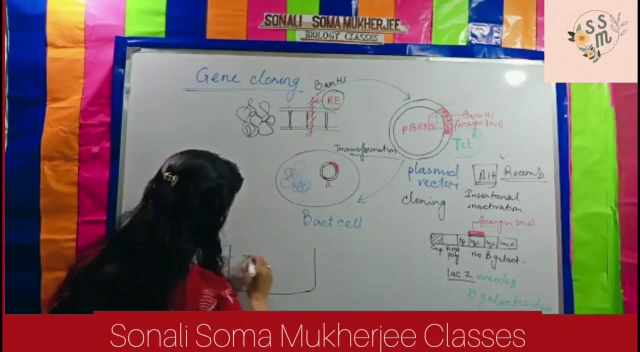 SONALI SOMA MUKHERJEE
BIOLOGY CLASSES
S
S
M
Gene cloning
BamHI
RE
pBR322
BamHI
foreign DNA
Tet
Transformation
plasmid
vector
cloning
Recomb
Insertional
inactivation
foreign DNA
Bact cell
no B galact.
lac z encodes
B galactosidase
Sonali Soma Mukherjee Classes